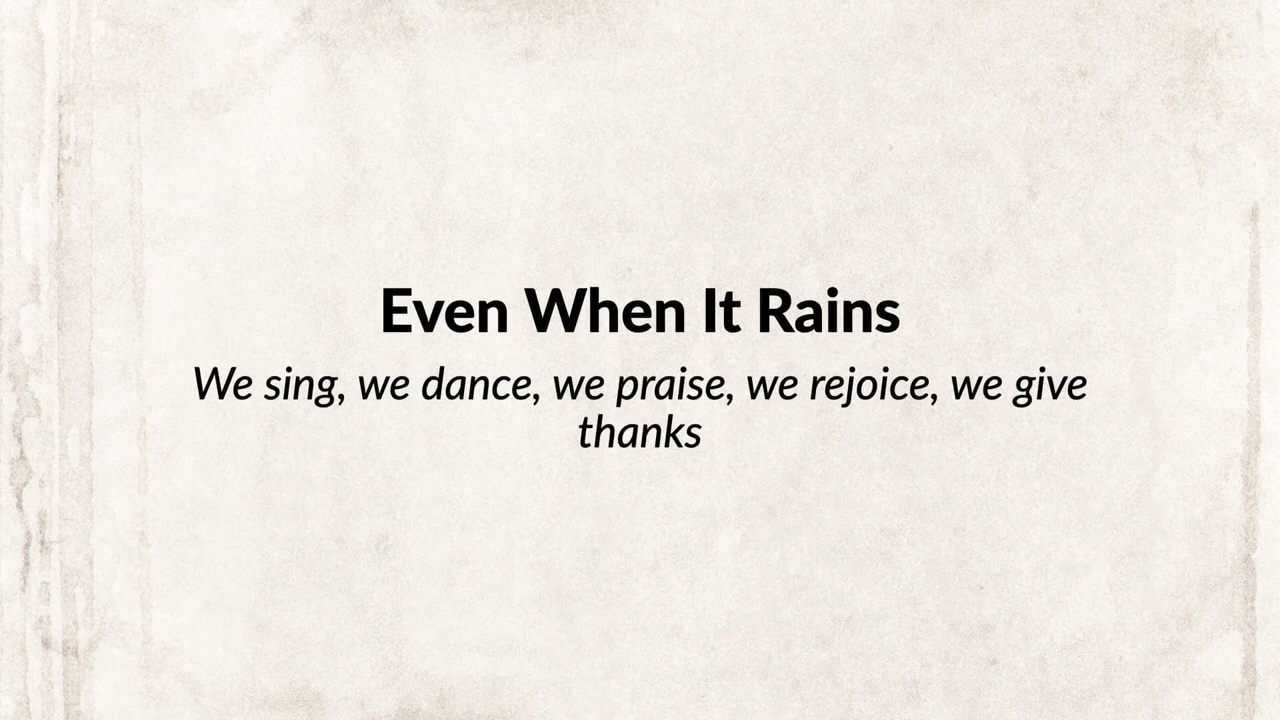 Even When It Rains
We sing, we dance, we praise, we rejoice, we give
thanks